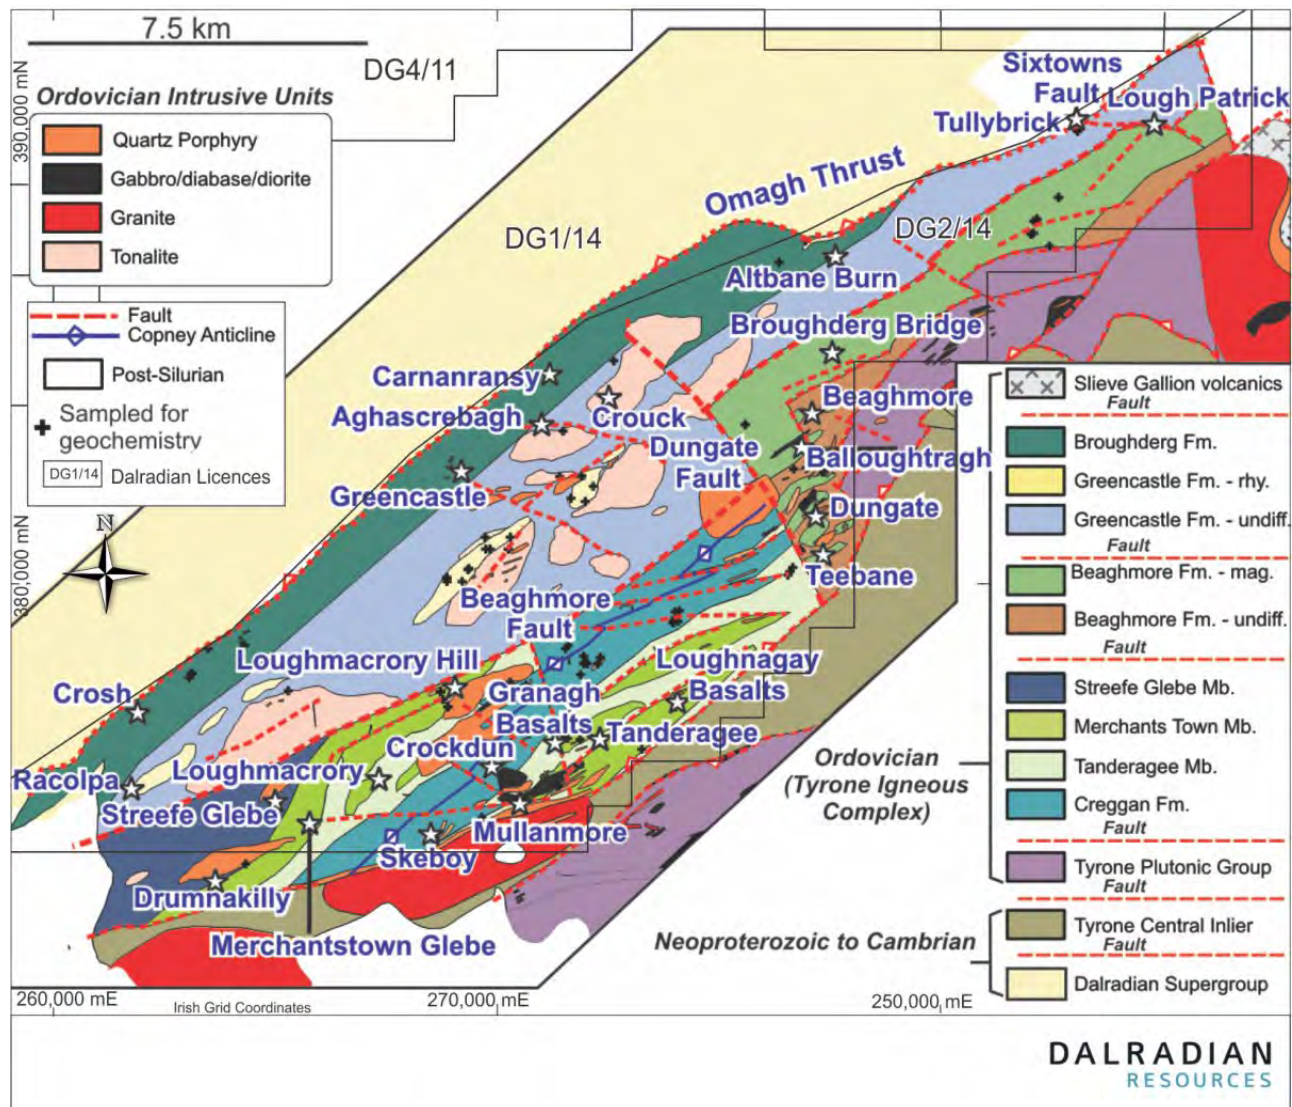 7.5 km
DG4/11
Ordovician Intrusive Units
Quartz Porphyry
Gabbro/diabase/diorite
Granite
Tonalite
Fault
Copney Anticline
Post-Silurian
Sampled for
geochemistry
DG1/14 Dalradian Licences
N
390,000 mN
380,000 mN
Sixtowns
Fault
Lough Patrick
Tullybrick
Omagh Thrust
DG1/14
DG2/14
Altbane Burn
Broughderg Bridge
Carnanransy
Aghascrebagh
Crouck
Beaghmore
Dungate
Fault
Balloughtragh
Greencastle
Dungate
Teebane
Beaghmore
Fault
Loughmacrory Hill
Loughnagay
Basalts
Granagh
Basalts
Crosh
Crockdun
Tanderagee
Racolpa
Loughmacrory
Streefe Glebe
Mullanmore
Skeboy
Drumnakilly
Merchantstown Glebe
Slieve Gallion volcanics
Fault
Broughderg Fm.
Greencastle Fm. - rhy.
Greencastle Fm. - undiff.
Fault
Beaghmore Fm. - mag.
Beaghmore Fm. - undiff.
Fault
Streefe Glebe Mb.
Merchants Town Mb.
Tanderagee Mb.
Creggan Fm.
Fault
Tyrone Plutonic Group
Fault
Tyrone Central Inlier
Fault
Dalradian Supergroup
Ordovician
(Tyrone Igneous
Complex)
Neoproterozoic to Cambrian
260,000 mE
Irish Grid Coordinates
270,000 mE
250,000 mE
DALRADIAN
RESOURCES